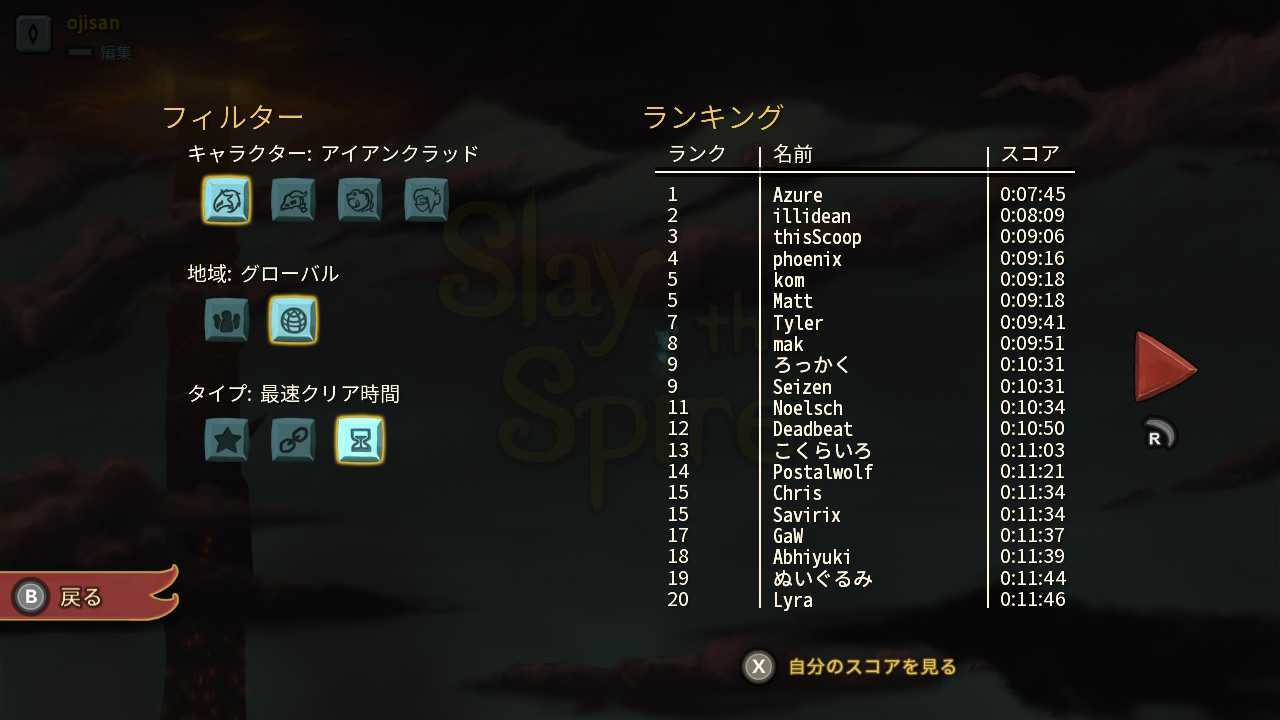 ojisan
編集
フィルター
キャラクター: アイアンクラッド
地域: グローバル
タイプ: 最速クリア時間
戻る
B
Slay
the
Spire
ランキング
ランク 名前 スコア
1 Azure 0:07:45
2 illidean 0:08:09
3 thisScoop 0:09:06
4 phoenix 0:09:16
5 kom 0:09:18
5 Matt 0:09:18
7 Tyler 0:09:41
8 mak 0:09:51
9 ろっかく 0:10:31
9 Seizen 0:10:31
11 Noelsch 0:10:34
12 Deadbeat 0:10:50
13 こくらいろ 0:11:03
14 Postalwolf 0:11:21
15 Chris 0:11:34
15 Savirix 0:11:34
17 GaW 0:11:37
18 Abhiyuki 0:11:39
19 ぬいぐるみ 0:11:44
20 Lyra 0:11:46
R
X 自分のスコアを見る